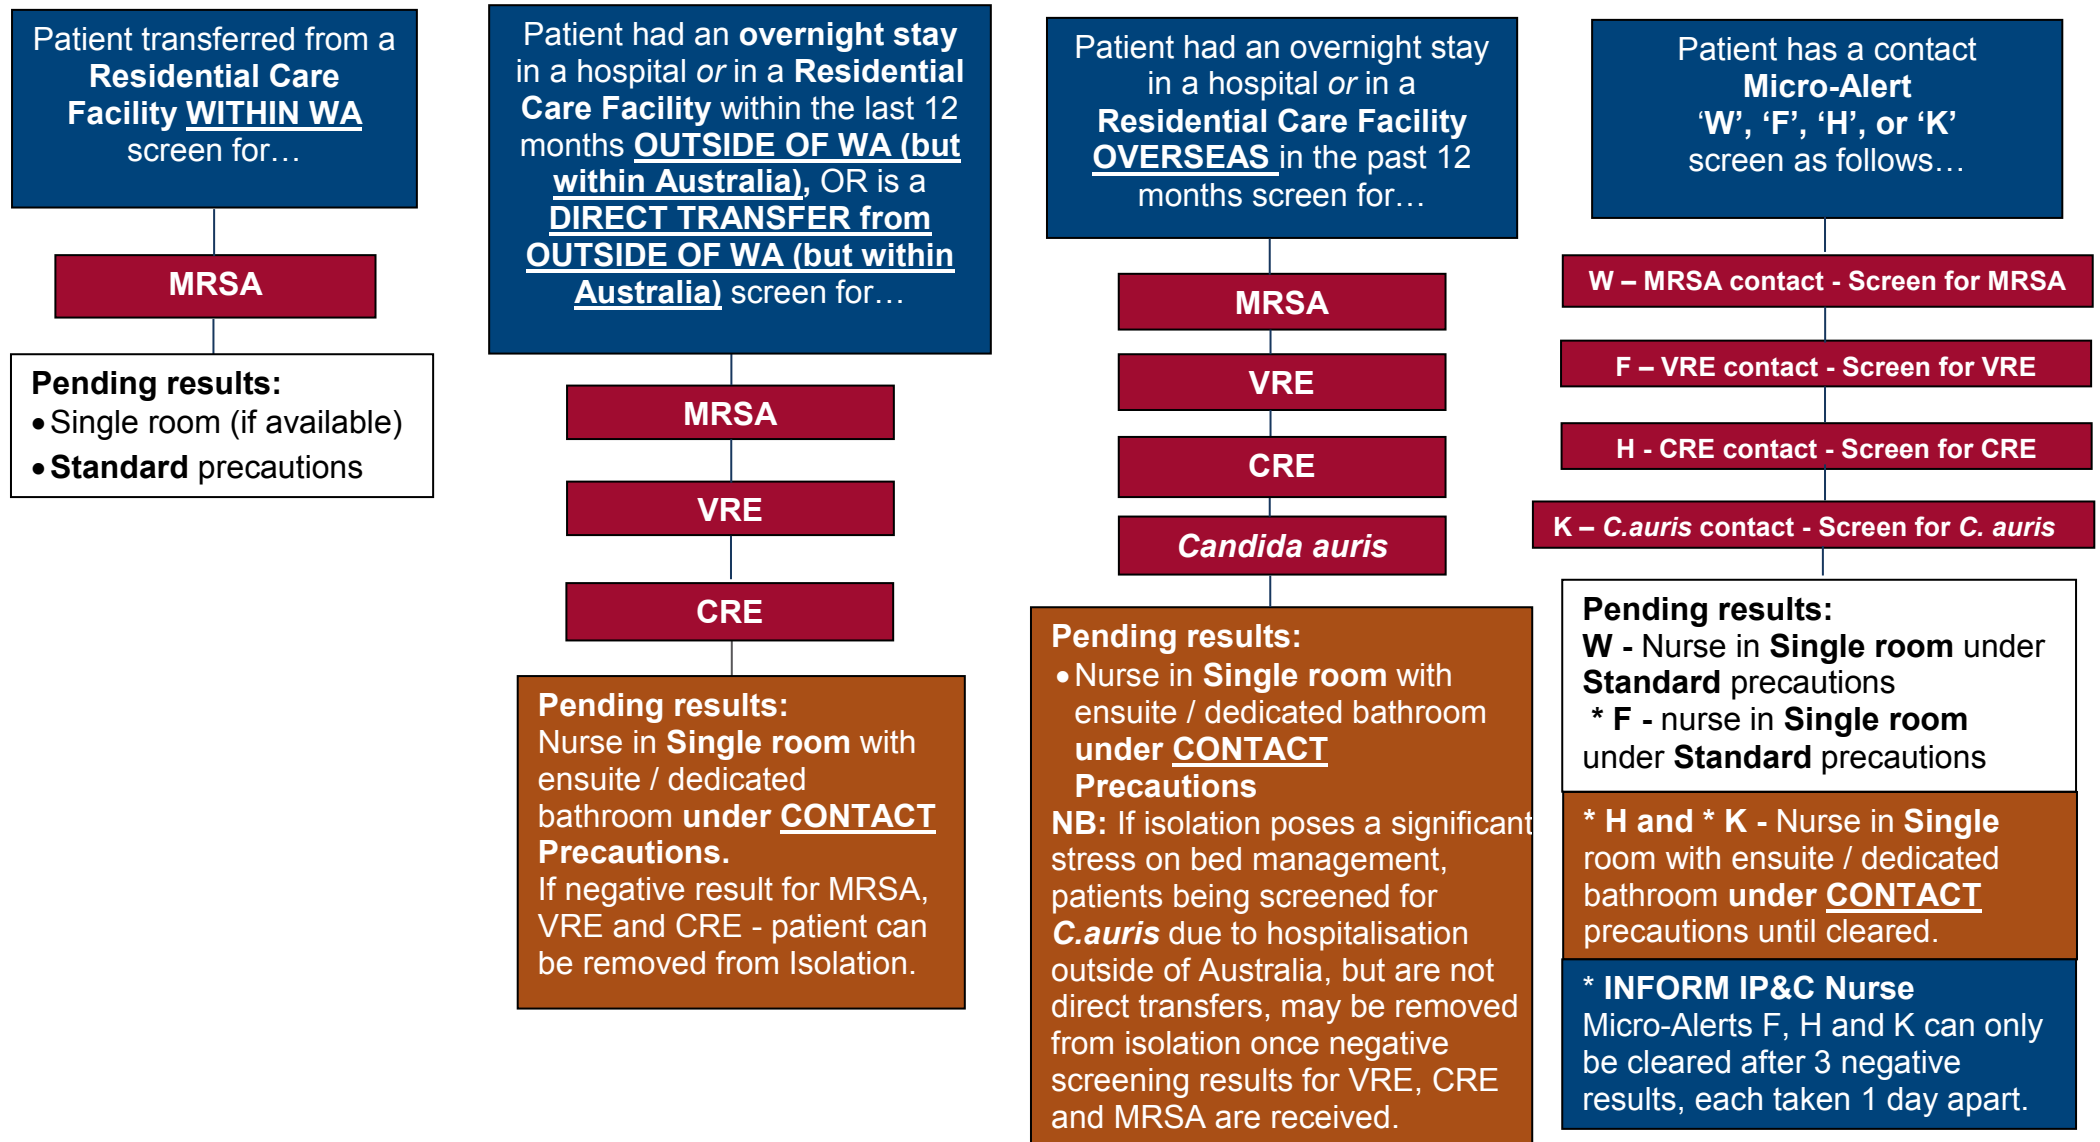 Patient transferred from a
Residential Care
Facility WITHIN WA
screen for…
MRSA
Pending results:
• Single room (if available)
• Standard precautions
Patient had an overnight stay
in a hospital or in a Residential
Care Facility within the last 12
months OUTSIDE OF WA (but
within Australia), OR is a
DIRECT TRANSFER from
OUTSIDE OF WA (but within
Australia) screen for…
MRSA
VRE
CRE
Pending results:
Nurse in Single room with
ensuite / dedicated
bathroom under CONTACT
Precautions.
If negative result for MRSA,
VRE and CRE - patient can
be removed from Isolation.
Patient had an overnight stay
in a hospital or in a
Residential Care Facility
OVERSEAS in the past 12
months screen for…
MRSA
VRE
CRE
Candida auris
Pending results:
• Nurse in Single room with
ensuite / dedicated bathroom
under CONTACT
Precautions
NB: If isolation poses a significant
stress on bed management,
patients being screened for
C.auris due to hospitalisation
outside of Australia, but are not
direct transfers, may be removed
from isolation once negative
screening results for VRE, CRE
and MRSA are received.
Patient has a contact
Micro-Alert
‘W’, ‘F’, ‘H’, or ‘K’
screen as follows…
W – MRSA contact - Screen for MRSA
F – VRE contact - Screen for VRE
H - CRE contact - Screen for CRE
K – C.auris contact - Screen for C. auris
Pending results:
W - Nurse in Single room under
Standard precautions
* F - nurse in Single room
under Standard precautions
* H and * K - Nurse in Single
room with ensuite / dedicated
bathroom under CONTACT
precautions until cleared.
* INFORM IP&C Nurse
Micro-Alerts F, H and K can only
be cleared after 3 negative
results, each taken 1 day apart.